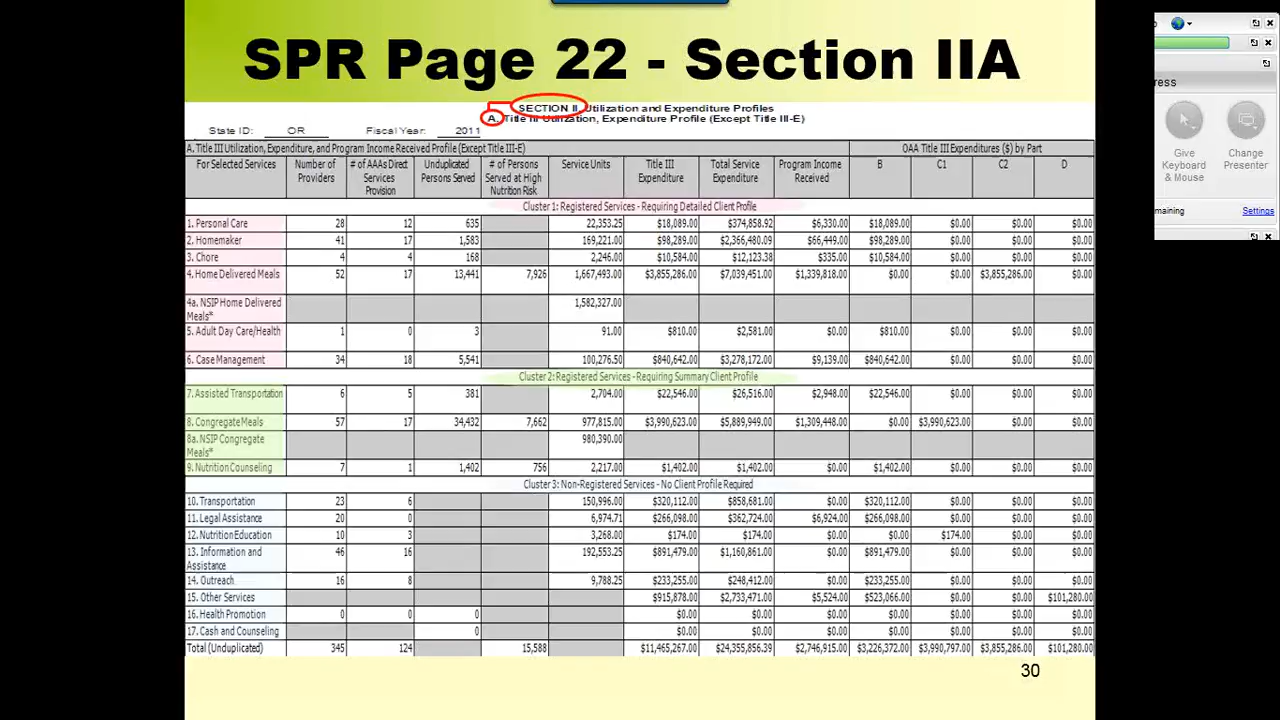 SPR Page 22 - Section IIA
SECTION II. Utilization and Expenditure Profiles
A. Title III Utilization, Expenditure Profile (Except Title III-E)
State ID: OR Fiscal Year: 2011
A. Title III Utilization, Expenditure, and Program Income Received Profile (Except Title III-E) OAA Title III Expenditures ($) by Part
For Selected Services Number of Providers # of AAAs Direct Services Provision Unduplicated Persons Served # of Persons Served at High Nutrition Risk Service Units Title III Expenditure Total Service Expenditure Program Income Received B C1 C2 D
Cluster 1: Registered Services - Requiring Detailed Client Profile
1. Personal Care 28 12 635 22,353.25 $18,089.00 $374,858.92 $6,330.00 $18,089.00 $0.00 $0.00 $0.00
2. Homemaker 41 17 1,583 169,221.00 $98,289.00 $2,366,480.09 $66,449.00 $98,289.00 $0.00 $0.00 $0.00
3. Chore 4 4 168 2,246.00 $10,584.00 $12,123.38 $335.00 $10,584.00 $0.00 $0.00 $0.00
4. Home Delivered Meals 52 17 13,441 7,926 1,667,493.00 $3,855,286.00 $7,039,451.00 $1,339,818.00 $0.00 $0.00 $3,855,286.00 $0.00
4a. NSIP Home Delivered 1,582,327.00
Meals*
5. Adult Day Care/Health 1 0 3 91.00 $810.00 $2,581.00 $0.00 $810.00 $0.00 $0.00 $0.00
6. Case Management 34 18 5,541 100,276.50 $840,642.00 $3,278,172.00 $9,139.00 $840,642.00 $0.00 $0.00 $0.00
Cluster 2: Registered Services - Requiring Summary Client Profile
7. Assisted Transportation 6 5 381 2,704.00 $22,546.00 $26,516.00 $2,948.00 $22,546.00 $0.00 $0.00 $0.00
8. Congregate Meals 57 17 34,432 7,662 977,815.00 $3,990,623.00 $5,889,949.00 $1,309,448.00 $0.00 $3,990,623.00 $0.00 $0.00
8a. NSIP Congregate 980,390.00
Meals*
9. Nutrition Counseling 7 1 1,402 756 2,217.00 $1,402.00 $1,402.00 $0.00 $1,402.00 $0.00 $0.00 $0.00
Cluster 3: Non-Registered Services - No Client Profile Required
10. Transportation 23 6 150,996.00 $320,112.00 $858,681.00 $0.00 $320,112.00 $0.00 $0.00 $0.00
11. Legal Assistance 20 0 6,974.71 $266,098.00 $362,724.00 $6,924.00 $266,098.00 $0.00 $0.00 $0.00
12. Nutrition Education 10 3 3,268.00 $174.00 $174.00 $0.00 $0.00 $174.00 $0.00 $0.00
13. Information and 46 16 192,553.25 $891,479.00 $1,160,861.00 $0.00 $891,479.00 $0.00 $0.00 $0.00
Assistance
14. Outreach 16 8 9,788.25 $233,255.00 $248,412.00 $0.00 $233,255.00 $0.00 $0.00 $0.00
15. Other Services $915,878.00 $2,733,471.00 $5,524.00 $523,066.00 $0.00 $0.00 $101,280.00
16. Health Promotion 0 0 0 $0.00 $0.00 $0.00 $0.00 $0.00 $0.00 $0.00
17. Cash and Counseling 0 $0.00 $0.00 $0.00 $0.00 $0.00 $0.00 $0.00
Total (Unduplicated) 345 124 15,588 $11,465,267.00 $24,355,856.39 $2,746,915.00 $3,226,372.00 $3,990,797.00 $3,855,286.00 $101,280.00
30
Give Keyboard & Mouse
Change Presenter
Settings